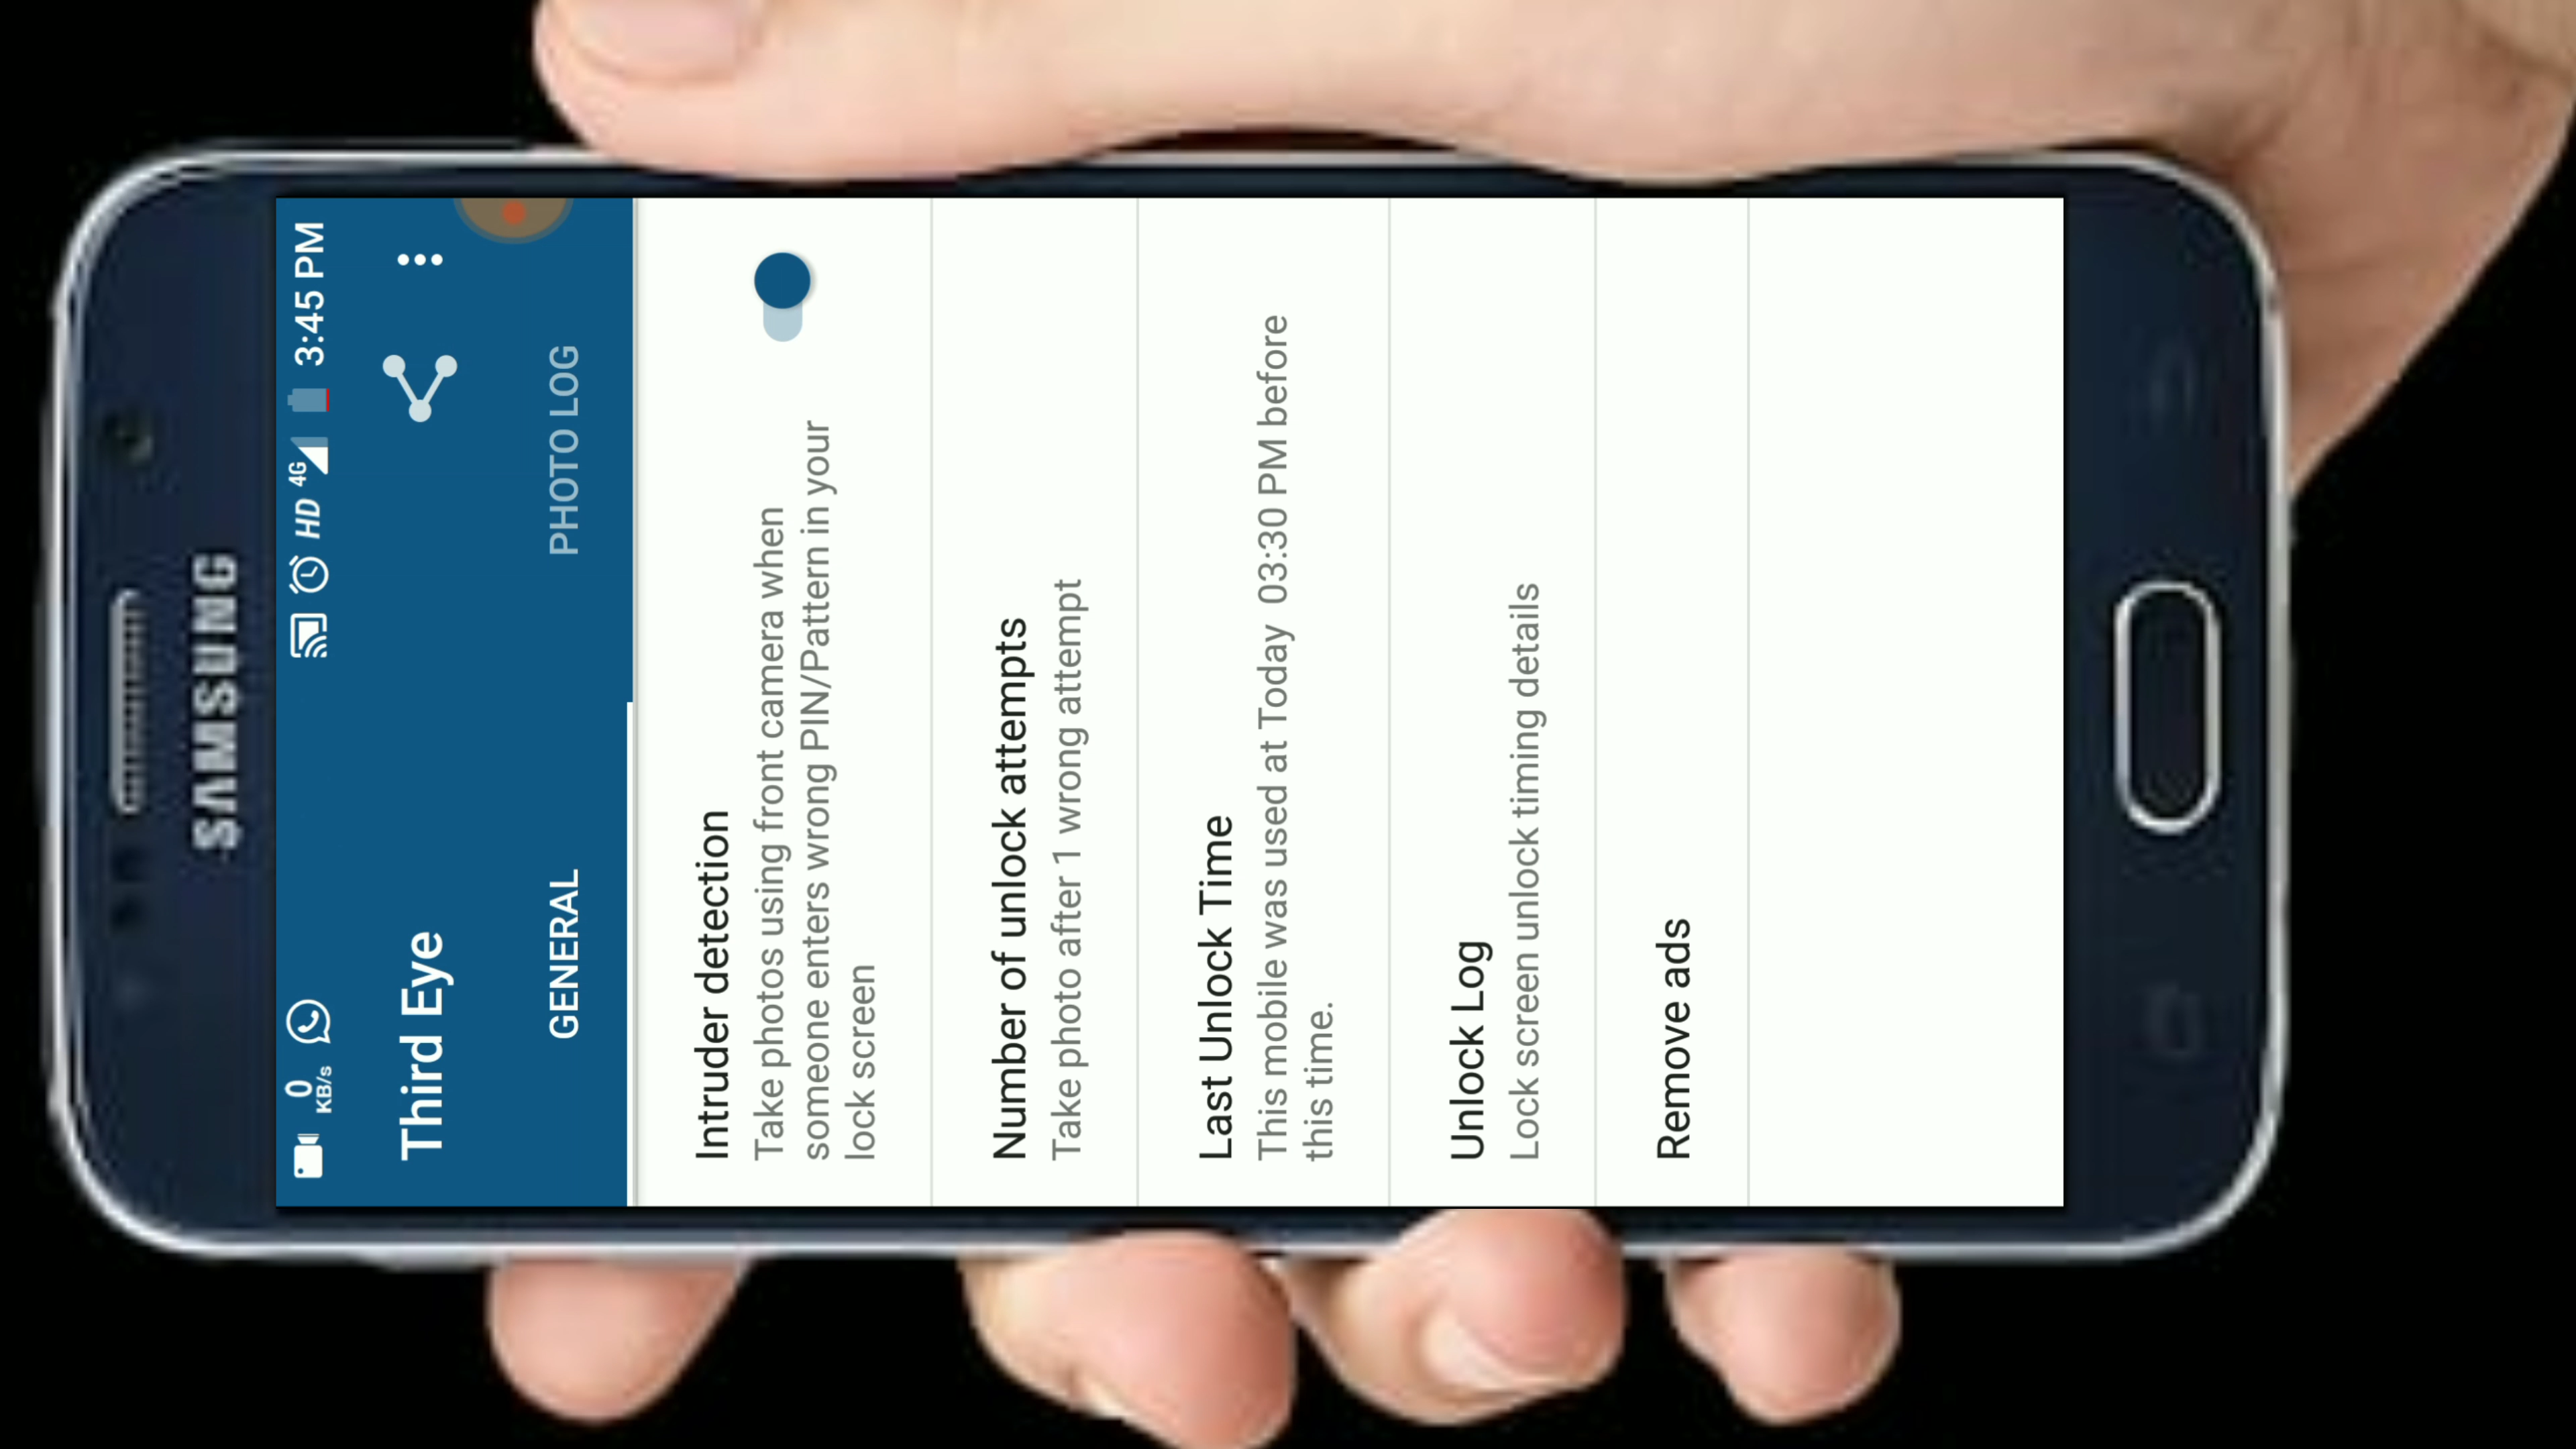 SAMSUNG
0
KB/s
HD 4G 3:45 PM
Third Eye
GENERAL PHOTO LOG
Intruder detection
Take photos using front camera when
someone enters wrong PIN/Pattern in your
lock screen
Number of unlock attempts
Take photo after 1 wrong attempt
Last Unlock Time
This mobile was used at Today 03:30 PM before
this time.
Unlock Log
Lock screen unlock timing details
Remove ads